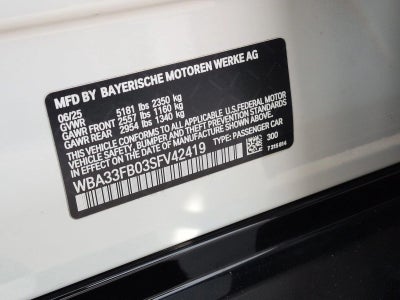 MFD BY BAYERISCHE MOTOREN WERKE AG
06/25
GVWR 5181 lbs 2350 kg
GAWR FRONT 2557 lbs 1160 kg
GAWR REAR 2954 lbs 1340 kg
THIS VEHICLE CONFORMS TO ALL APPLICABLE U.S. FEDERAL MOTOR
VEHICLE SAFETY, BUMPER, AND THEFT PREVENTION STANDARDS
IN EFFECT ON THE DATE OF MANUFACTURE SHOWN ABOVE.
WBA33FB03SFV42419 TYPE: PASSENGER CAR
300